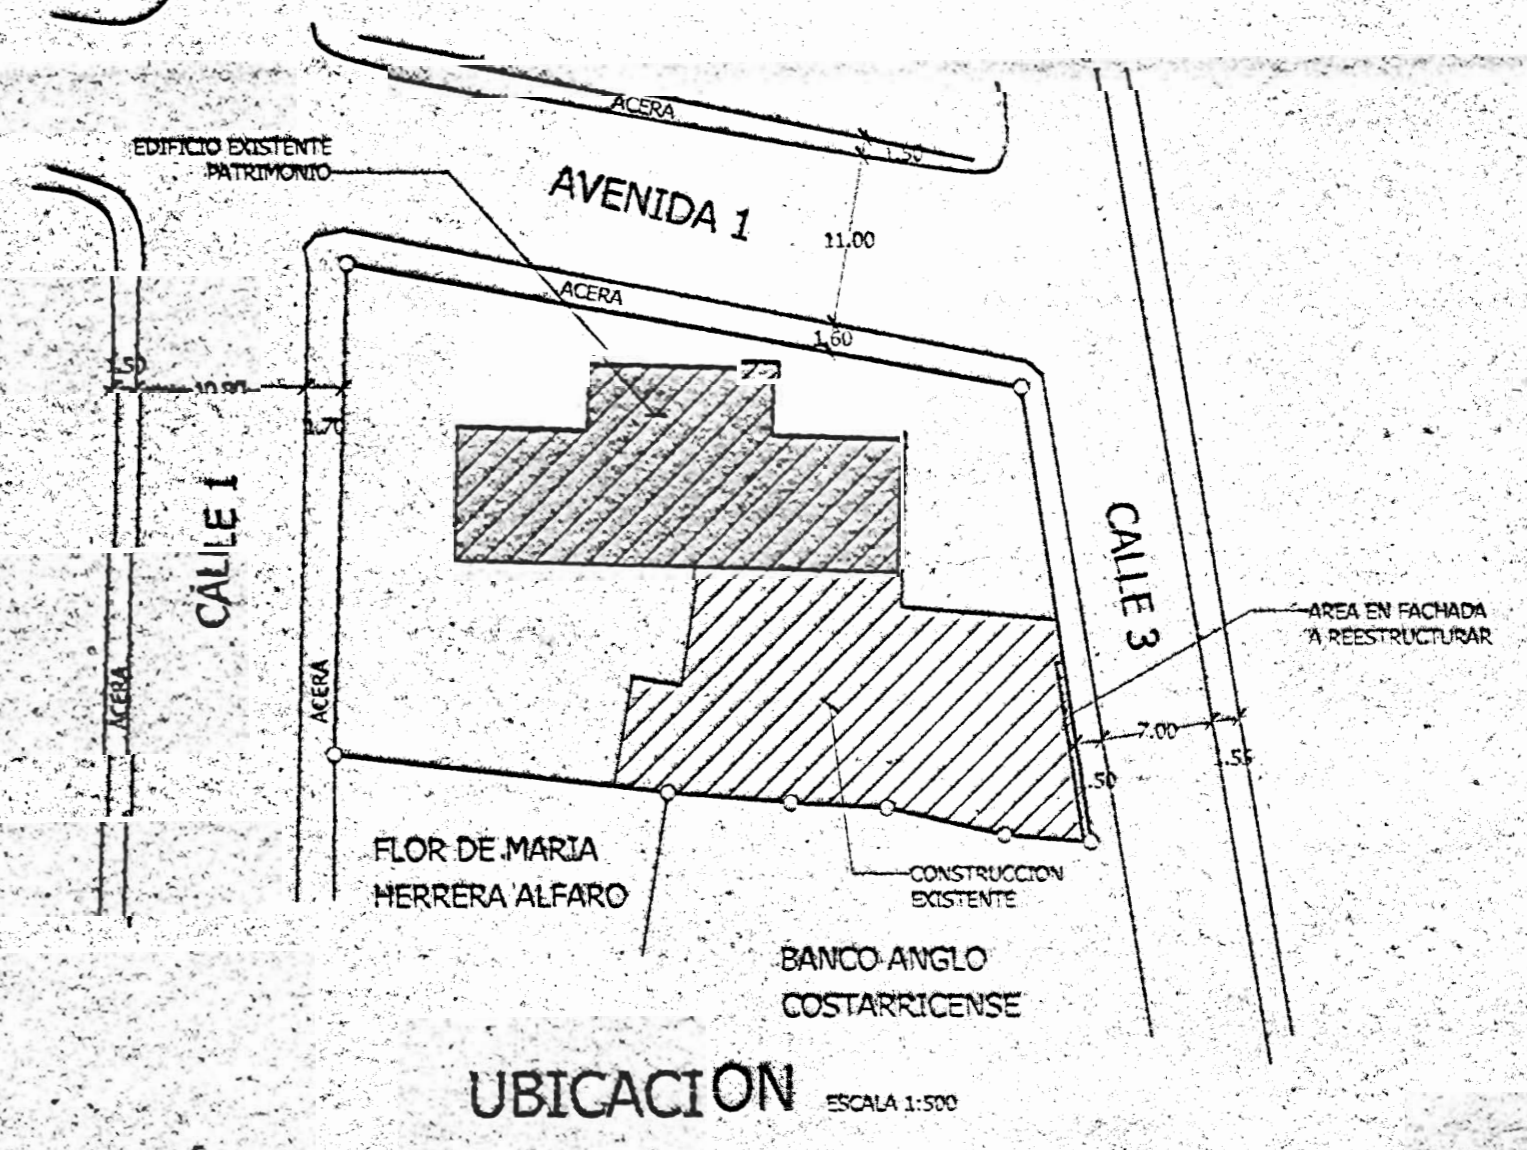 ACERA
1.50
EDIFICIO EXISTENTE
PATRIMONIO
AVENIDA 1
11.00
ACERA
1.60
1.70
CALLE 1
CALLE 3
AREA EN FACHADA
A REESTRUCTURAR
ACERA
ACERA
7.00
1.55
.50
FLOR DE MARIA
HERRERA ALFARO
CONSTRUCCION
EXISTENTE
BANCO ANGLO
COSTARRICENSE
UBICACION
ESCALA 1:500